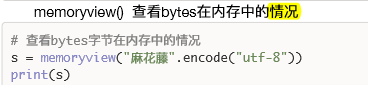 memoryview() 查看bytes在内存中的情况
# 查看bytes字节在内存中的情况
s = memoryview("麻花藤".encode("utf-8"))
print(s)